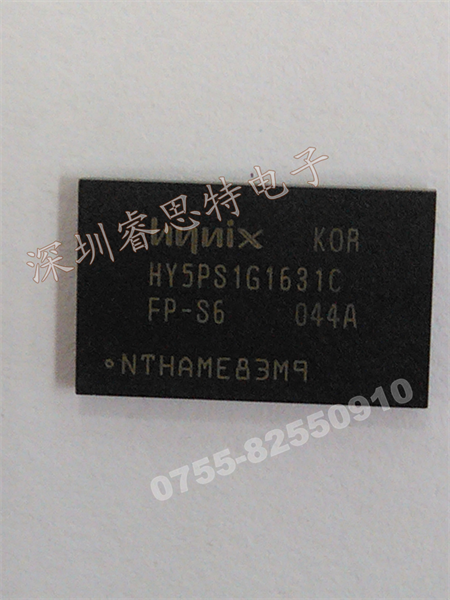 hynix KOR
HY5PS1G1631C
FP-S6 044A
NTHAME83M9
深圳睿思特电子
0755-82550910